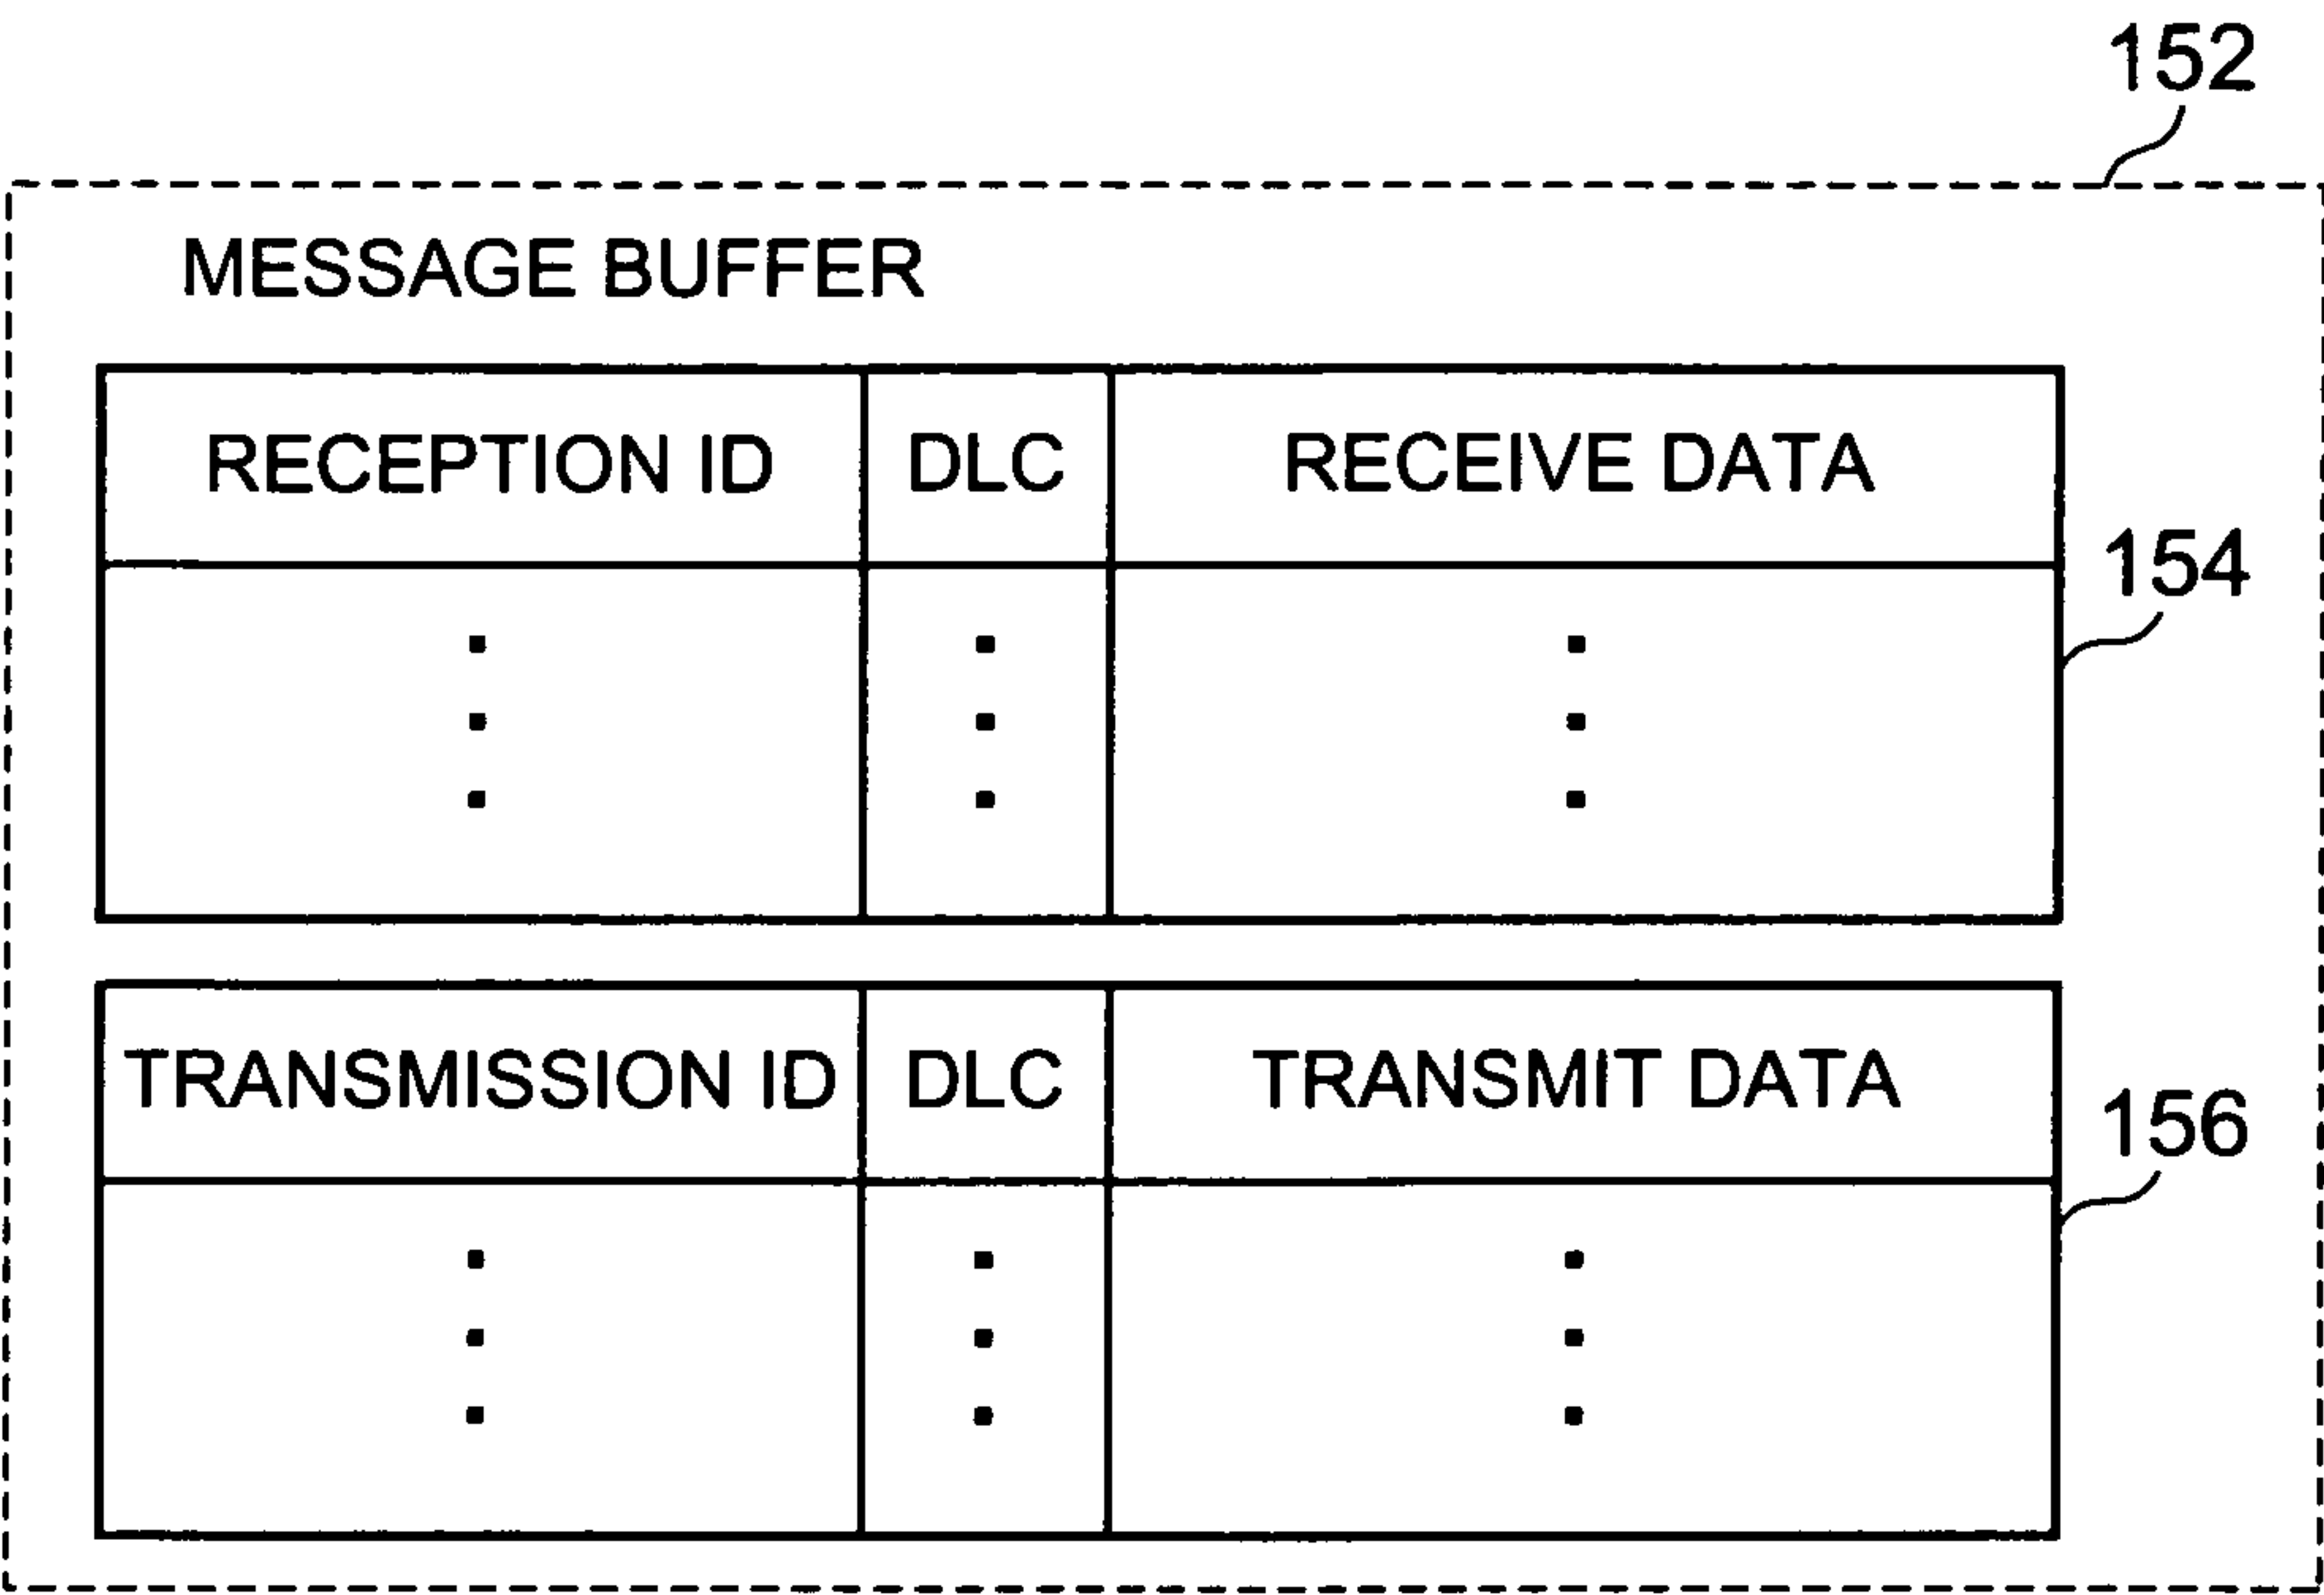 152
MESSAGE BUFFER
RECEPTION ID DLC RECEIVE DATA
154
TRANSMISSION ID DLC TRANSMIT DATA
156